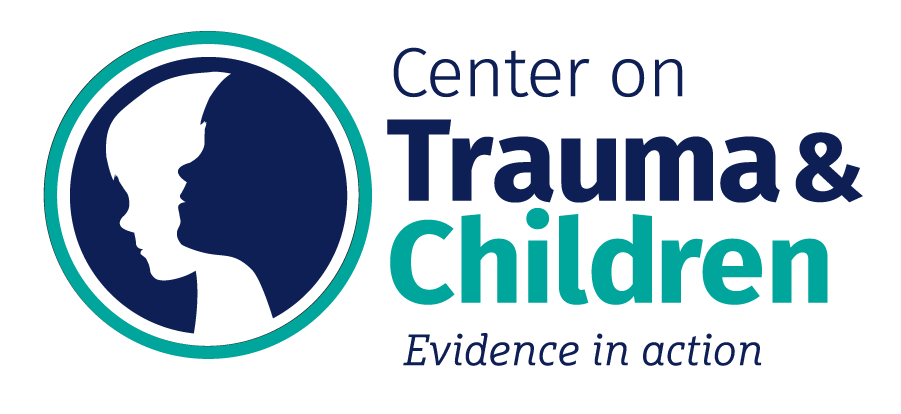 Center on
Trauma &
Children
Evidence in action